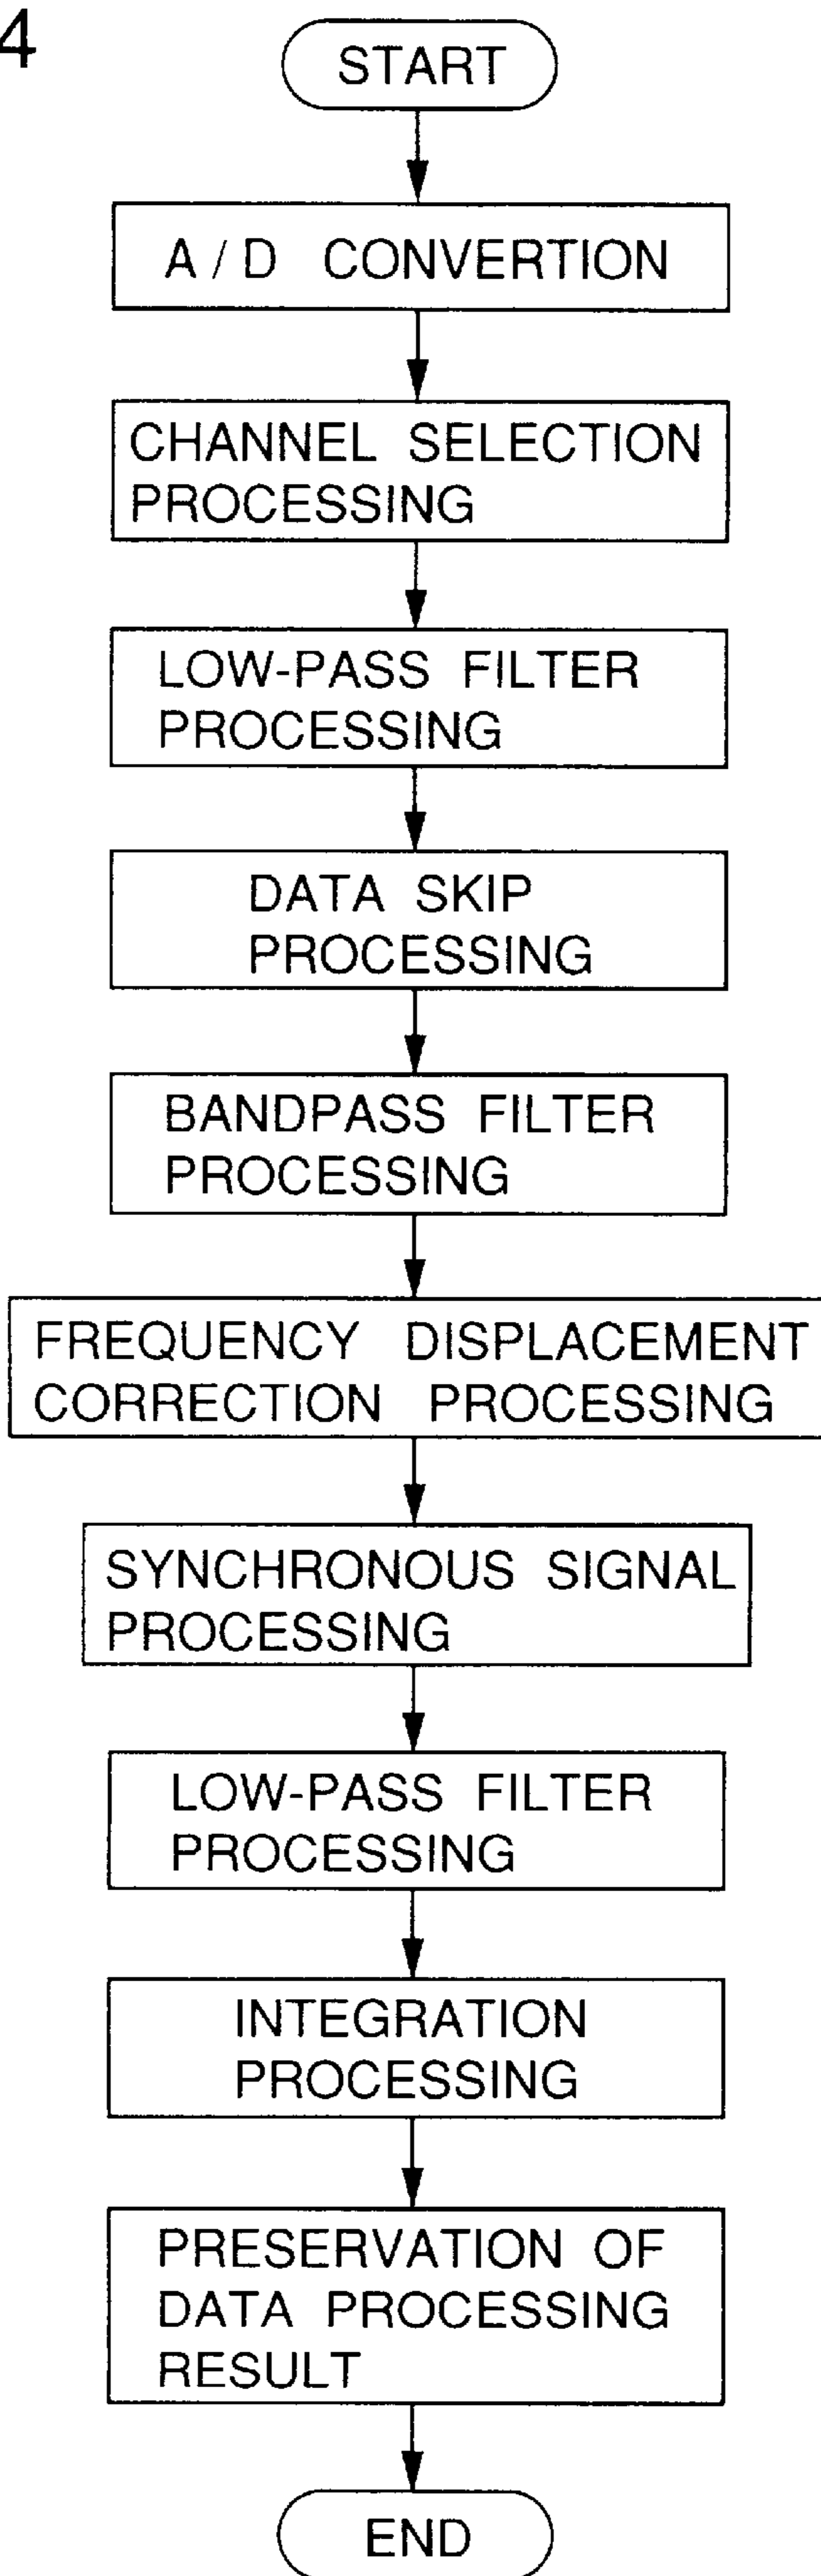 4
START
A / D CONVERTION
CHANNEL SELECTION
PROCESSING
LOW-PASS FILTER
PROCESSING
DATA SKIP
PROCESSING
BANDPASS FILTER
PROCESSING
FREQUENCY DISPLACEMENT
CORRECTION PROCESSING
SYNCHRONOUS SIGNAL
PROCESSING
LOW-PASS FILTER
PROCESSING
INTEGRATION
PROCESSING
PRESERVATION OF
DATA PROCESSING
RESULT
END